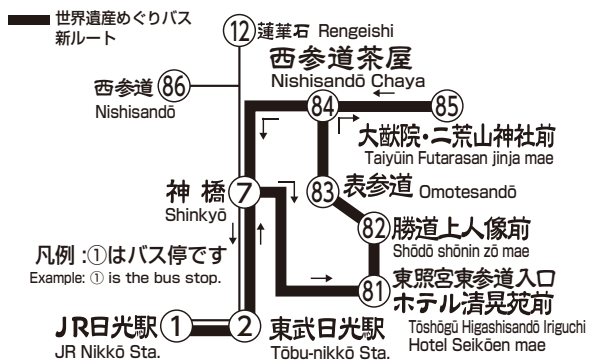 世界遺産めぐりバス
新ルート
12
蓮華石 Rengeishi
西参道茶屋
Nishisandō Chaya
西参道
86
Nishisandō
84
85
大猷院・二荒山神社前
Taiyūin Futarasan jinja mae
神橋
7
Shinkyō
83
表参道 Omotesandō
82
勝道上人像前
Shōdō shōnin zō mae
凡例 :①はバス停です
Example: ① is the bus stop.
81
東照宮東参道入口
ホテル清晃苑前
Tōshōgū Higashisandō Iriguchi
Hotel Seikōen mae
JR日光駅
1
JR Nikkō Sta.
2
東武日光駅
Tōbu-nikkō Sta.